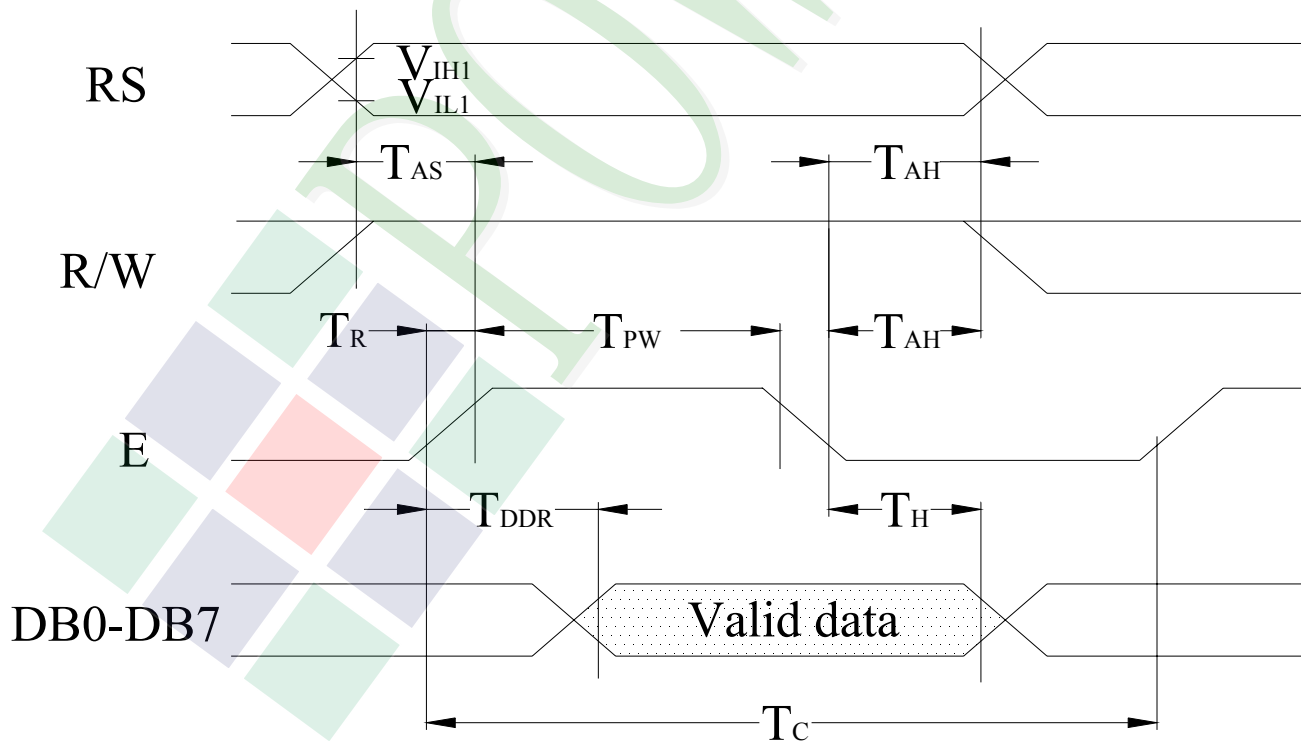 RS
VIH1
VIL1
TAS
TAH
R/W
TR
TPW
TAH
E
TDDR
TH
DB0-DB7
Valid data
TC